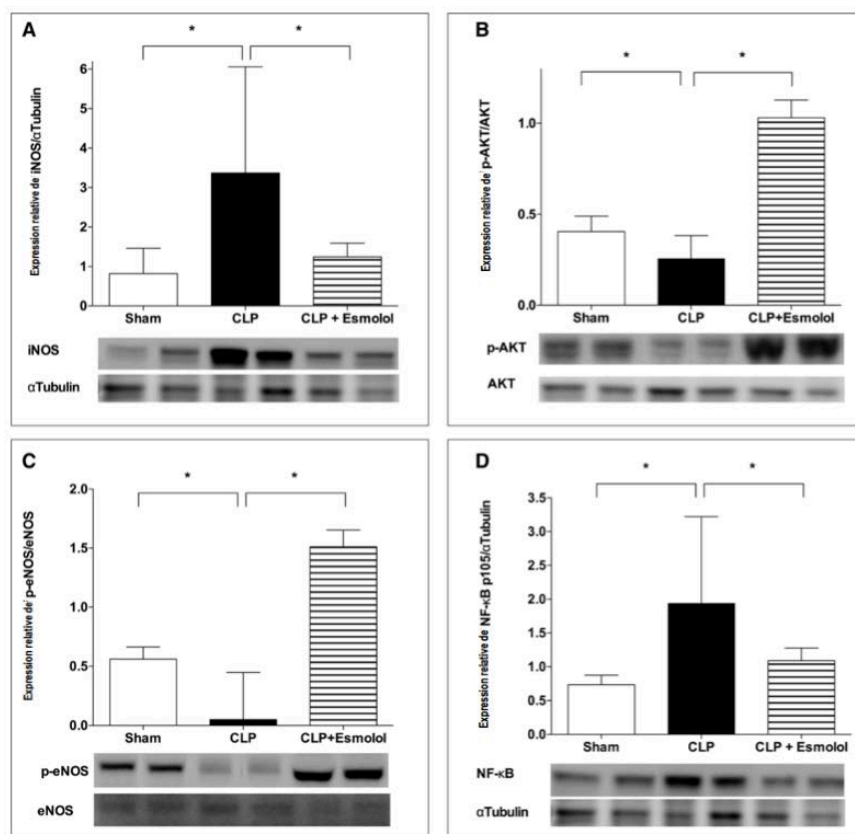 A
* *
Expression relative de iNOS/αTubulin
6
5
4
3
2
1
0
Sham CLP CLP + Esmolol
iNOS
αTubulin
B
* *
Expression relative de p-AKT/AKT
1.0
0.5
0.0
Sham CLP CLP+Esmolol
p-AKT
AKT
C
* *
Expression relative de p-eNOS/eNOS
2.0
1.5
1.0
0.5
0.0
Sham CLP CLP+Esmolol
p-eNOS
eNOS
D
* *
Expression relative de NF-κB p105/αTubulin
3.5
3.0
2.5
2.0
1.5
1.0
0.5
0.0
Sham CLP CLP + Esmolol
NF-κB
αTubulin